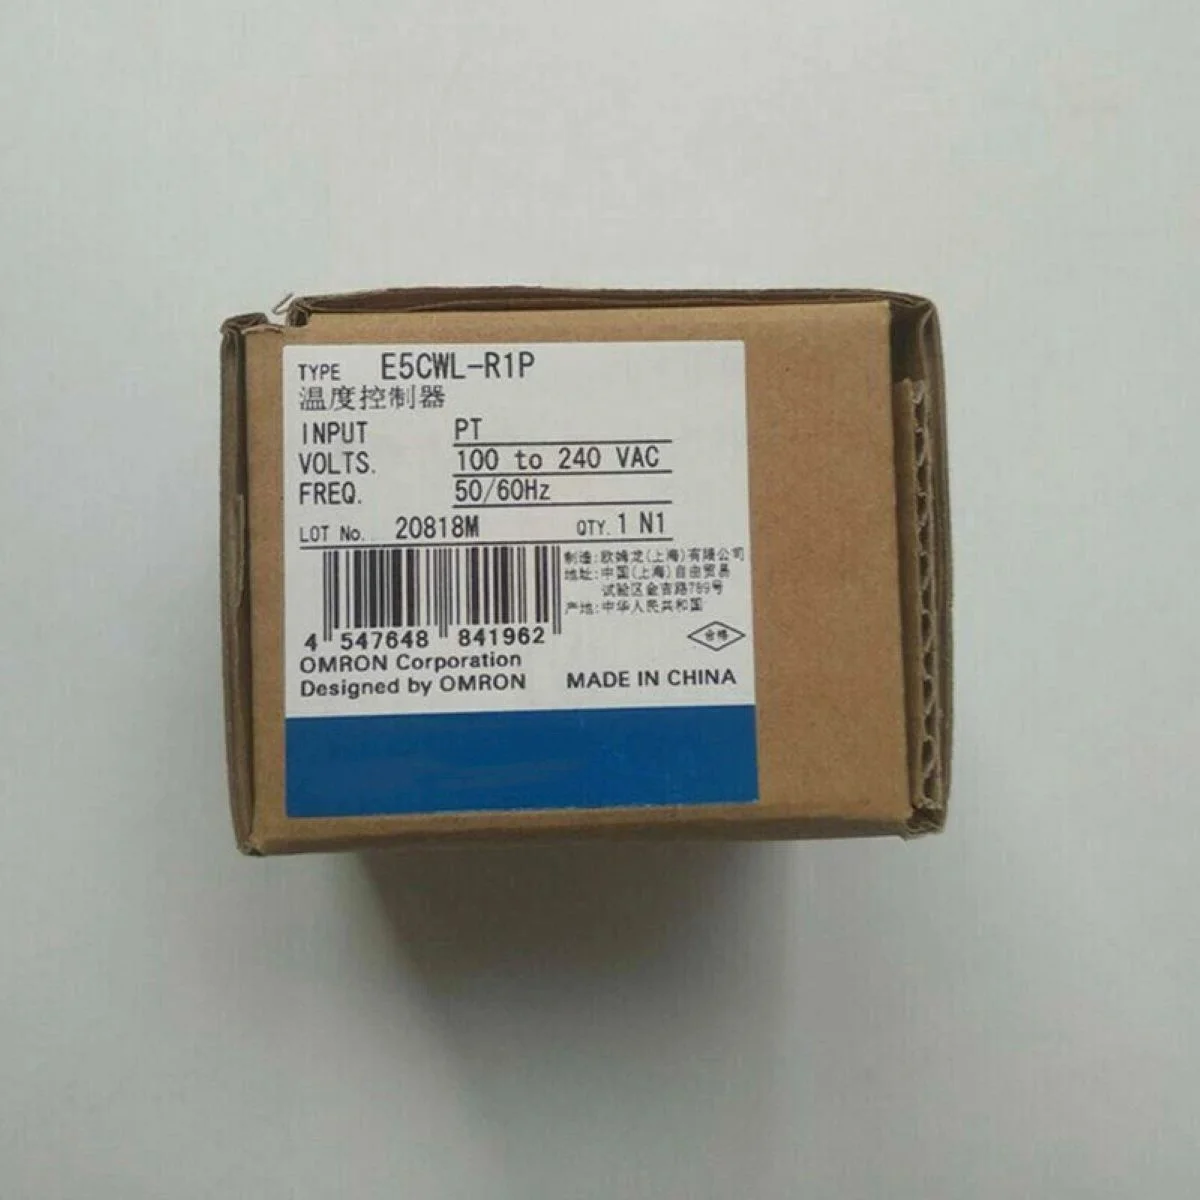 TYPE E5CWL-R1P
温度控制器
INPUT PT
VOLTS. 100 to 240 VAC
FREQ. 50/60Hz
LOT No. 20818M QTY. 1 N1
制造:欧姆龙(上海)有限公司
地址:中国(上海)自由贸易
试验区金吉路789号
产地:中华人民共和国
合格
4 547648 841962
OMRON Corporation
Designed by OMRON MADE IN CHINA